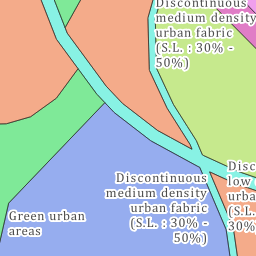 Discontinuous
medium density
urban fabric
(S.L. : 30% -
50%)
Disc
low
urba
(S.L.
30%
Discontinuous
medium density
urban fabric
(S.L. : 30% -
50%)
Green urban
areas